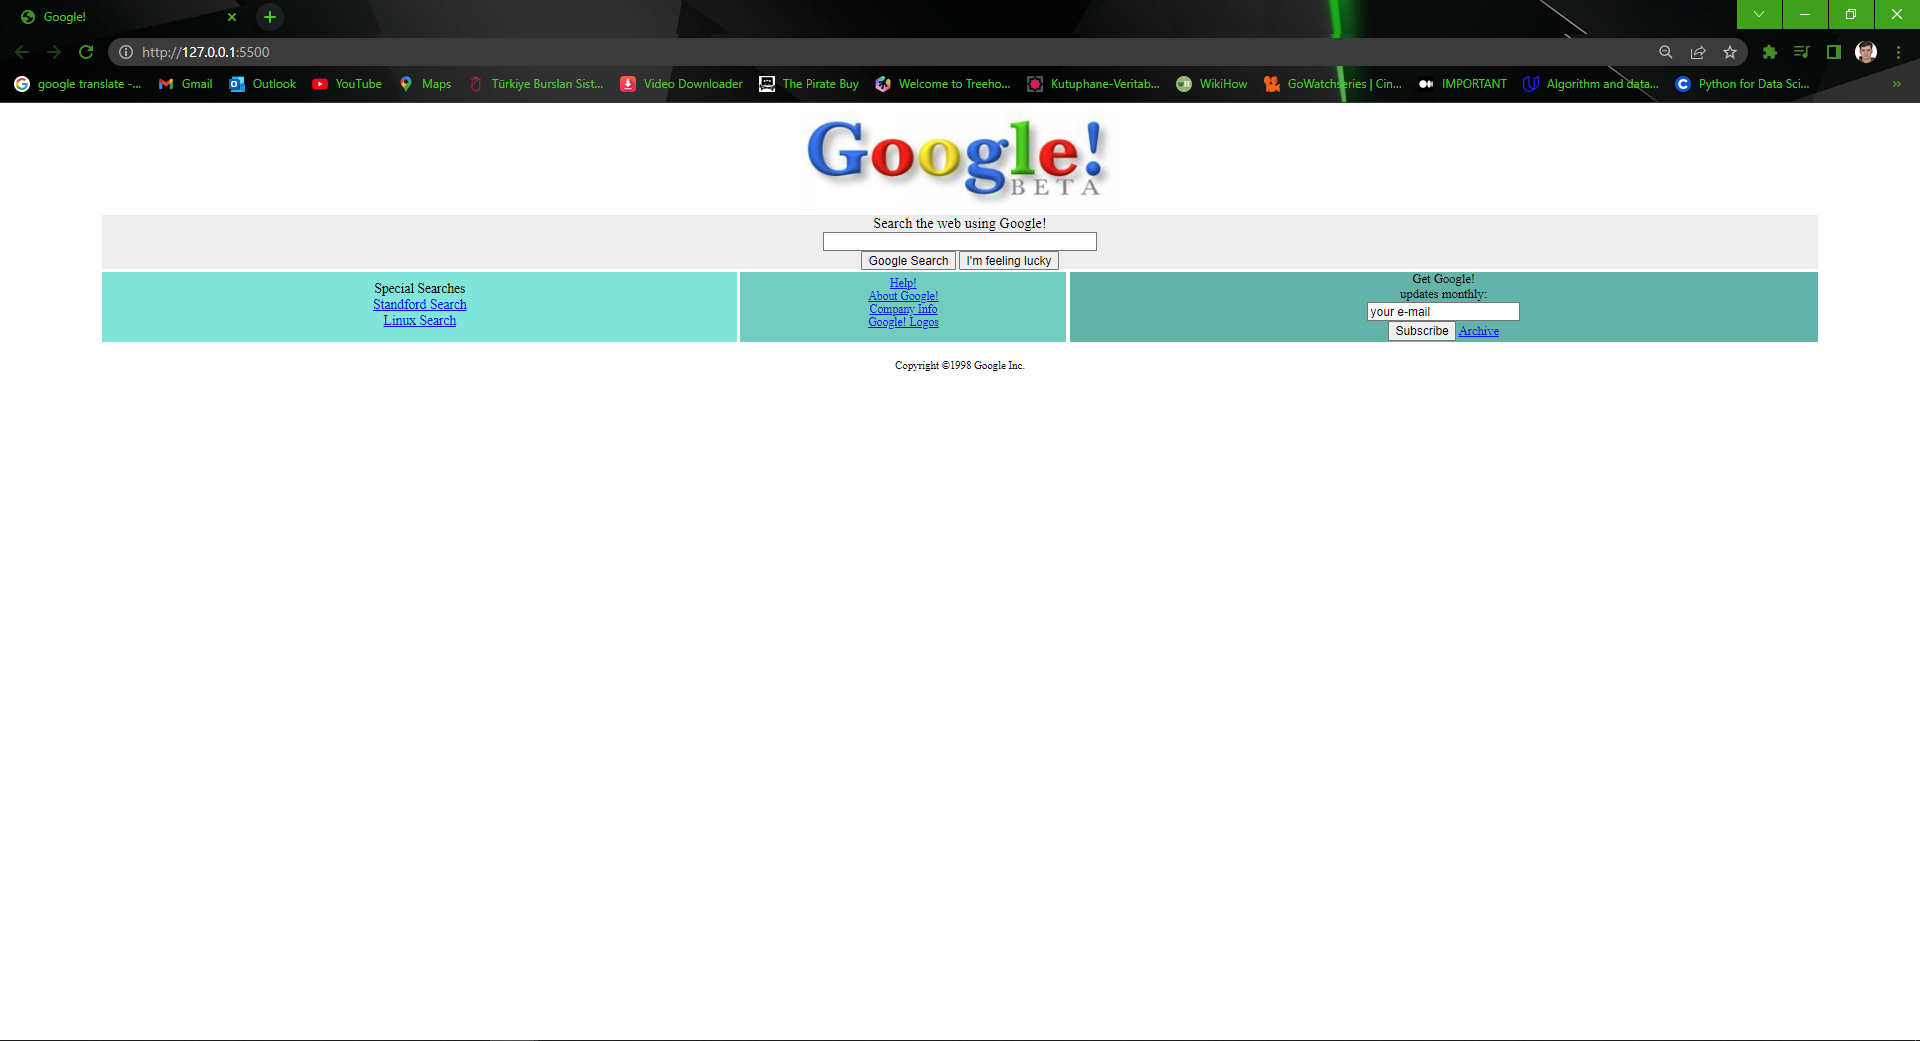 Google!
http://127.0.0.1:5500
google translate -...
Gmail
Outlook
YouTube
Maps
Türkiye Bursları Sist...
Video Downloader
The Pirate Buy
Welcome to Treeho...
Kutuphane-Veritab...
WikiHow
GoWatchseries | Cin...
IMPORTANT
Algorithm and data...
Python for Data Sci...
Google!
BETA
Search the web using Google!
Google Search I'm feeling lucky
Special Searches
Standford Search
Linux Search
Help!
About Google!
Company Info
Google! Logos
Get Google!
updates monthly:
your e-mail
Subscribe Archive
Copyright ©1998 Google Inc.